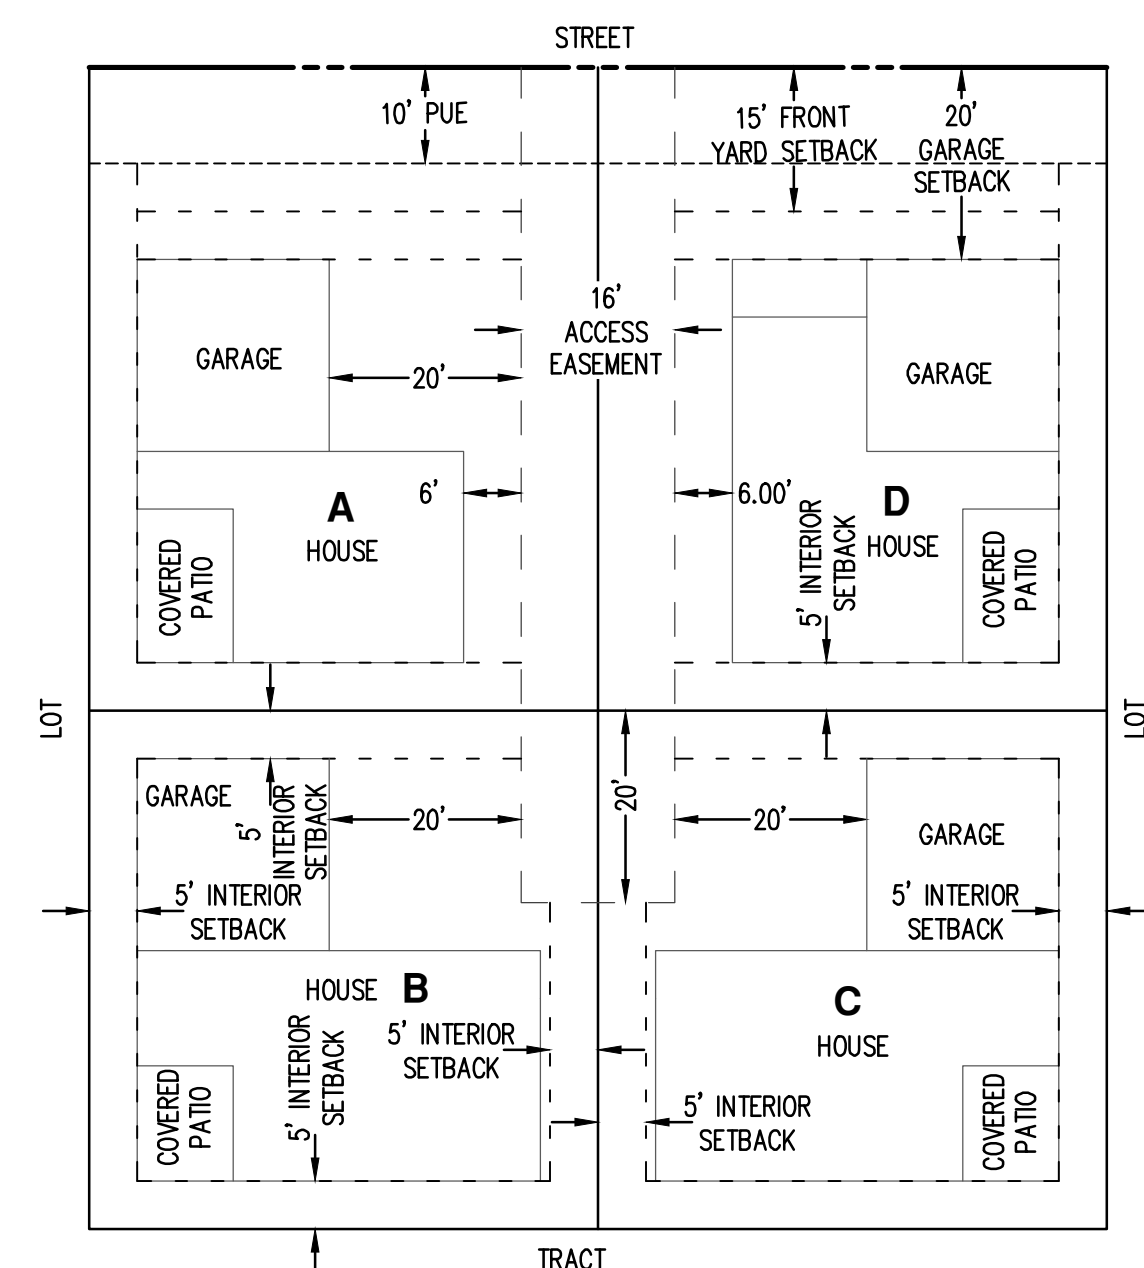 STREET
10' PUE
15' FRONT
YARD SETBACK
20'
GARAGE
SETBACK
16'
ACCESS
EASEMENT
GARAGE
20'
GARAGE
6'
6.00'
A
HOUSE
COVERED
PATIO
D
HOUSE
5' INTERIOR
SETBACK
COVERED
PATIO
LOT
LOT
GARAGE
5'
INTERIOR
SETBACK
20'
20'
20'
GARAGE
5' INTERIOR
SETBACK
5' INTERIOR
SETBACK
HOUSE B
C
HOUSE
5' INTERIOR
SETBACK
5' INTERIOR
SETBACK
COVERED
PATIO
5' INTERIOR
SETBACK
COVERED
PATIO
TRACT